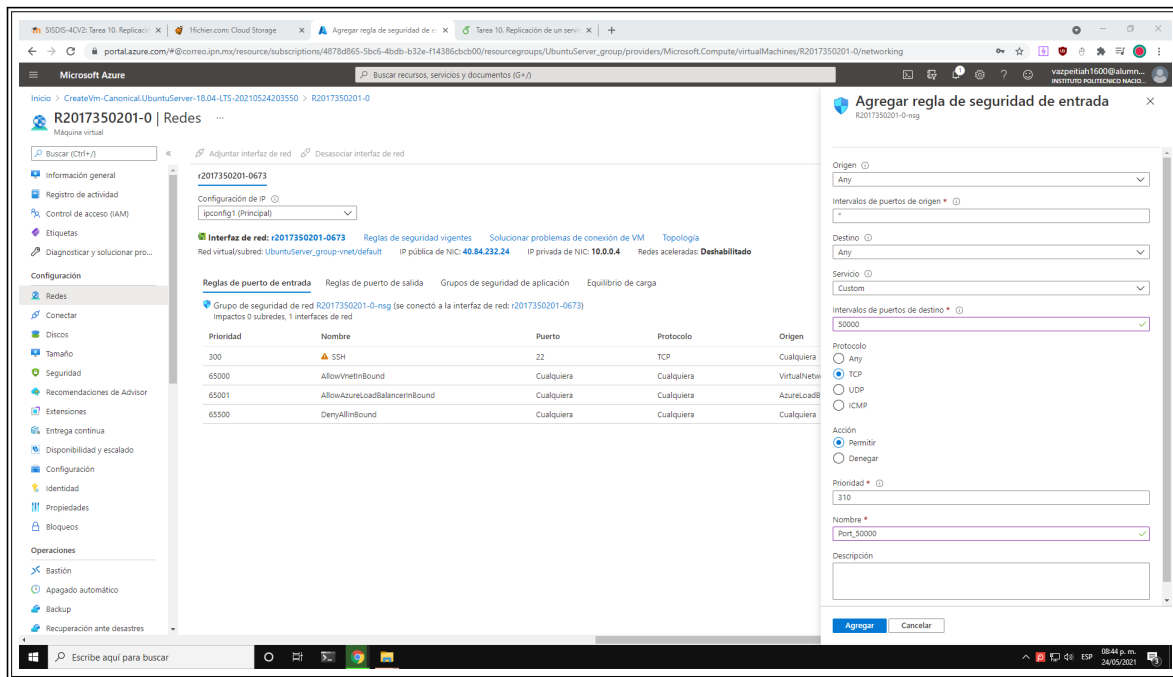 SISDIS-4CV2: Tarea 10. Replicació
1fichier.com: Cloud Storage
Agregar regla de seguridad de en
Tarea 10. Replicación de un servi
portal.azure.com/#@correo.ipn.mx/resource/subscriptions/4878d865-5bc6-4bdb-b32e-f14386cbcb00/resourcegroups/UbuntuServer_group/providers/Microsoft.Compute/virtualMachines/R2017350201-0/networking
Microsoft Azure
Buscar recursos, servicios y documentos (G+/)
1
vazpeitiah1600@alumn...
INSTITUTO POLITECNICO NACIO...
Inicio > CreateVm-Canonical.UbuntuServer-18.04-LTS-20210524203550 > R2017350201-0
R2017350201-0 | Redes ...
Máquina virtual
Buscar (Ctrl+/)
Información general
Registro de actividad
Control de acceso (IAM)
Etiquetas
Diagnosticar y solucionar pro...
Configuración
Redes
Conectar
Discos
Tamaño
Seguridad
Recomendaciones de Advisor
Extensiones
Entrega continua
Disponibilidad y escalado
Configuración
Identidad
Propiedades
Bloqueos
Operaciones
Bastión
Apagado automático
Backup
Recuperación ante desastres
Adjuntar interfaz de red Desasociar interfaz de red
r2017350201-0673
Configuración de IP
ipconfig1 (Principal)
Interfaz de red: r2017350201-0673 Reglas de seguridad vigentes Solucionar problemas de conexión de VM Topología
Red virtual/subred: UbuntuServer_group-vnet/default IP pública de NIC: 40.84.232.24 IP privada de NIC: 10.0.0.4 Redes aceleradas: Deshabilitado
Reglas de puerto de entrada Reglas de puerto de salida Grupos de seguridad de aplicación Equilibrio de carga
Grupo de seguridad de red R2017350201-0-nsg (se conectó a la interfaz de red: r2017350201-0673)
Impactos 0 subredes, 1 interfaces de red
Prioridad Nombre Puerto Protocolo Origen
300 SSH 22 TCP Cualquiera
65000 AllowVnetInBound Cualquiera Cualquiera VirtualNetw
65001 AllowAzureLoadBalancerInBound Cualquiera Cualquiera AzureLoadB
65500 DenyAllInBound Cualquiera Cualquiera Cualquiera
Agregar regla de seguridad de entrada
R2017350201-0-nsg
Origen
Any
Intervalos de puertos de origen *
*
Destino
Any
Servicio
Custom
Intervalos de puertos de destino *
50000
Protocolo
Any
TCP
UDP
ICMP
Acción
Permitir
Denegar
Prioridad *
310
Nombre *
Port_50000
Descripción
Agregar Cancelar
Escribe aquí para buscar
ESP
08:44 p. m.
24/05/2021
3